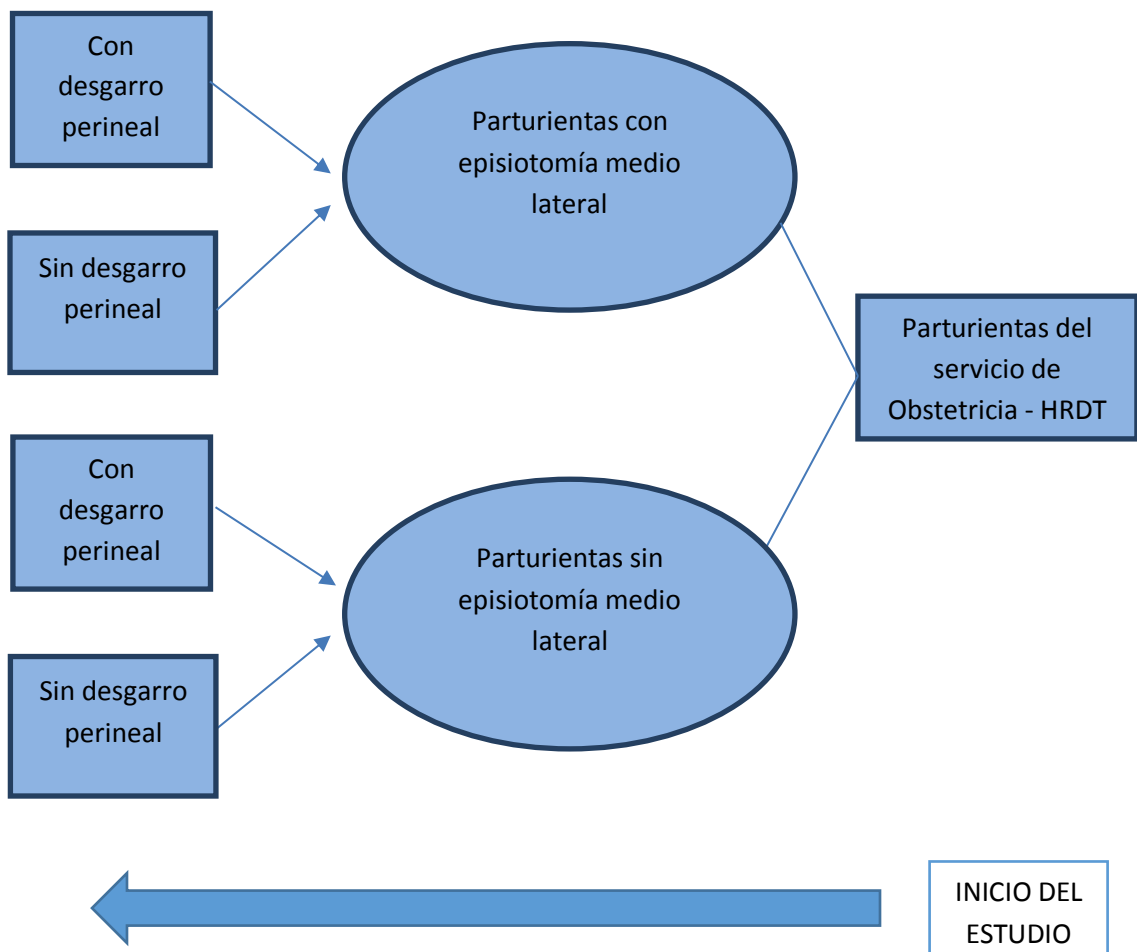 Con
desgarro
perineal
Parturientas con
episiotomía medio
lateral
Sin desgarro
perineal
Parturientas del
servicio de
Obstetricia - HRDT
Con
desgarro
perineal
Parturientas sin
episiotomía medio
lateral
Sin desgarro
perineal
INICIO DEL
ESTUDIO